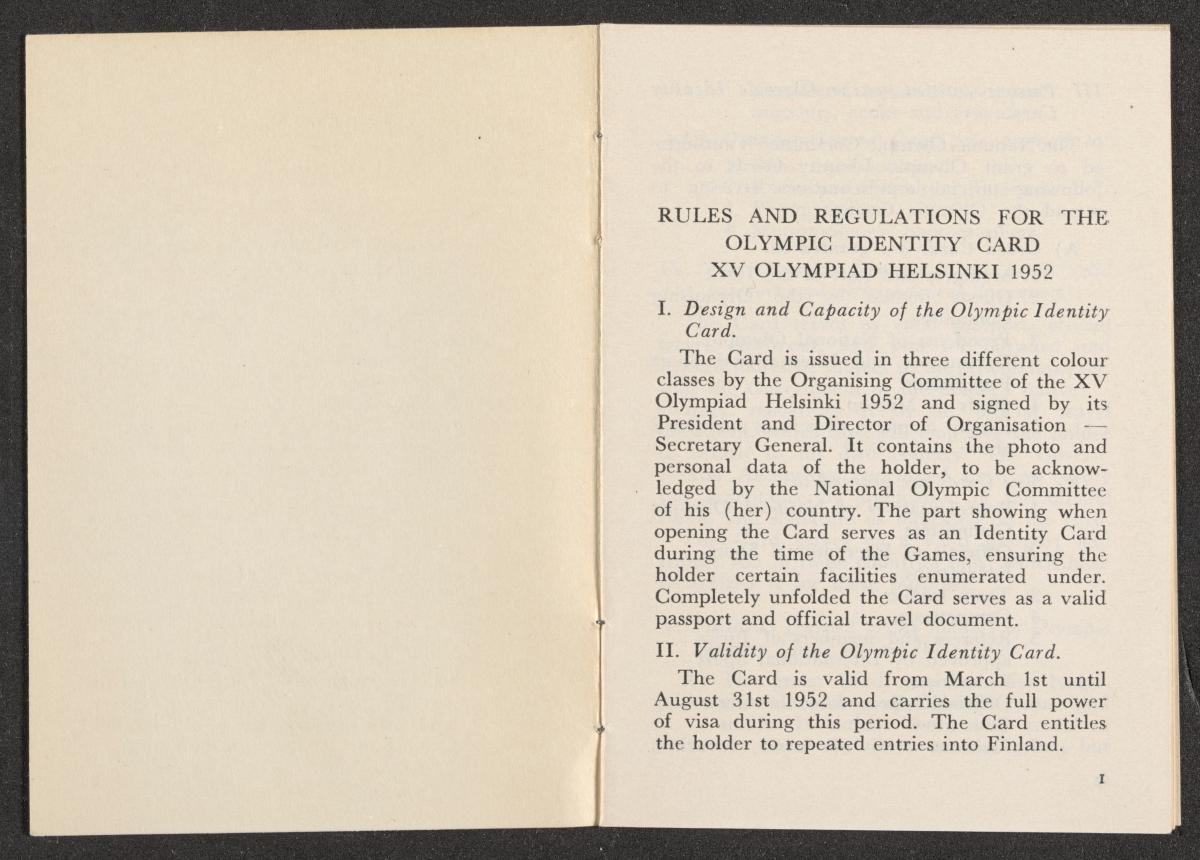 RULES AND REGULATIONS FOR THE
OLYMPIC IDENTITY CARD
XV OLYMPIAD HELSINKI 1952
I. Design and Capacity of the Olympic Identity
Card.
The Card is issued in three different colour
classes by the Organising Committee of the XV
Olympiad Helsinki 1952 and signed by its
President and Director of Organisation —
Secretary General. It contains the photo and
personal data of the holder, to be acknow-
ledged by the National Olympic Committee
of his (her) country. The part showing when
opening the Card serves as an Identity Card
during the time of the Games, ensuring the
holder certain facilities enumerated under.
Completely unfolded the Card serves as a valid
passport and official travel document.
II. Validity of the Olympic Identity Card.
The Card is valid from March 1st until
August 31st 1952 and carries the full power
of visa during this period. The Card entitles
the holder to repeated entries into Finland.
1